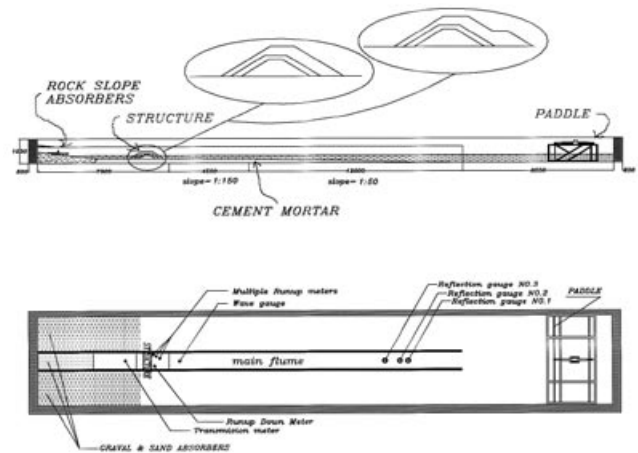 ROCK SLOPE
ABSORBERS
STRUCTURE
PADDLE
slope= 1:150
slope= 1:50
CEMENT MORTAR
Multiple Runup meters
Wave gauge
Reflection gauge NO.3
Reflection gauge NO.2
Reflection gauge NO.1
PADDLE
main flume
Runup Down Meter
Transmission meter
GRAVAL & SAND ABSORBERS